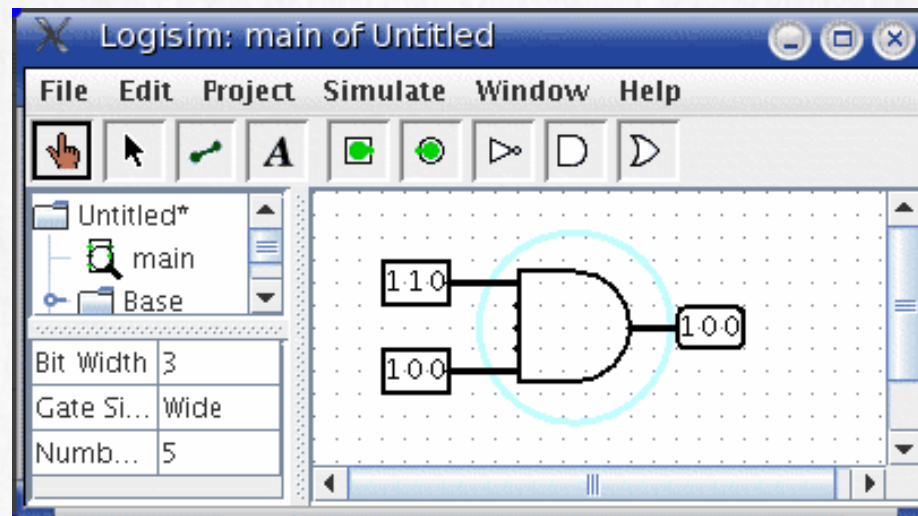 Logisim: main of Untitled
File Edit Project Simulate Window Help
A
Untitled*
main
Base
Bit Width 3
Gate Si... Wide
Numb... 5
110
100
100